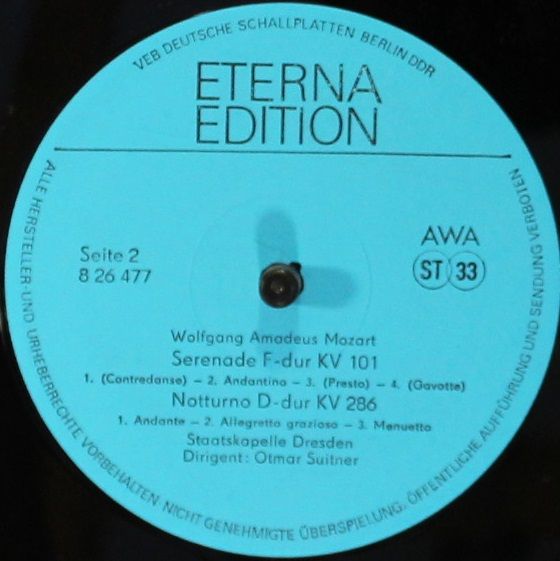 VEB DEUTSCHE SCHALLPLATTEN BERLIN DDR
ETERNA
EDITION
Seite 2
8 26 477
AWA
ST 33
Wolfgang Amadeus Mozart
Serenade F-dur KV 101
1. (Contredanse) – 2. Andantino – 3. (Presto) – 4. (Gavotte)
Notturno D-dur KV 286
1. Andante – 2. Allegretto grazioso – 3. Menuetto
Staatskapelle Dresden
Dirigent: Otmar Suitner
ALLE HERSTELLER- UND URHEBERRECHTE VORBEHALTEN. NICHT GENEHMIGTE ÜBERSPIELUNG, ÖFFENTLICHE AUFFÜHRUNG UND SENDUNG VERBOTEN